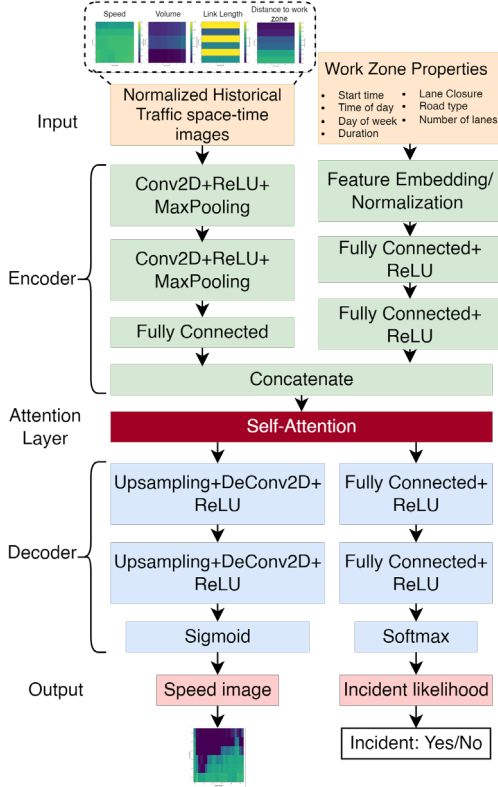 Speed
Volume
Link Length
Distance to work
zone
Input
Normalized Historical
Traffic space-time
images
Work Zone Properties
• Start time
• Time of day
• Day of week
• Duration
• Lane Closure
• Road type
• Number of lanes
Encoder
Conv2D+ReLU+
MaxPooling
Conv2D+ReLU+
MaxPooling
Fully Connected
Feature Embedding/
Normalization
Fully Connected+
ReLU
Fully Connected+
ReLU
Concatenate
Attention
Layer
Self-Attention
Decoder
Upsampling+DeConv2D+
ReLU
Upsampling+DeConv2D+
ReLU
Sigmoid
Fully Connected+
ReLU
Fully Connected+
ReLU
Softmax
Output
Speed image
Incident likelihood
Incident: Yes/No